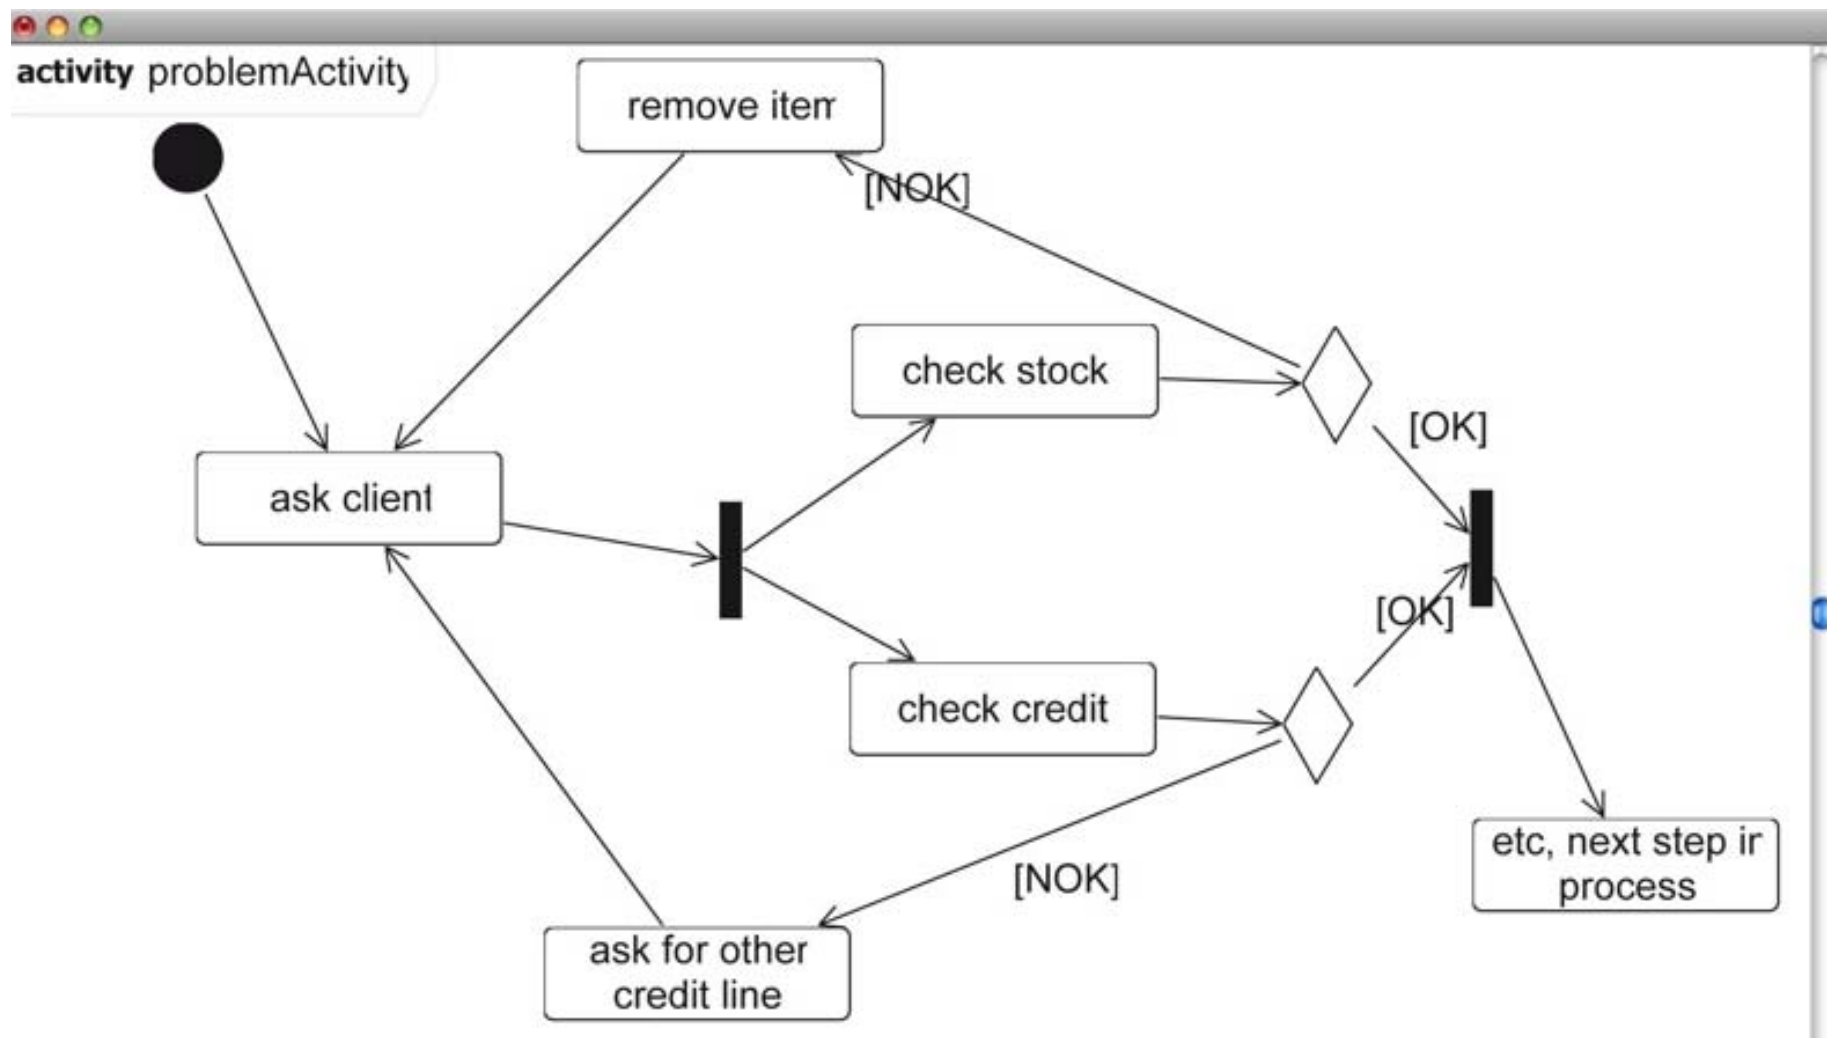 activity problemActivity
remove item
[NOK]
check stock
[OK]
ask client
[OK]
check credit
etc, next step in
process
[NOK]
ask for other
credit line